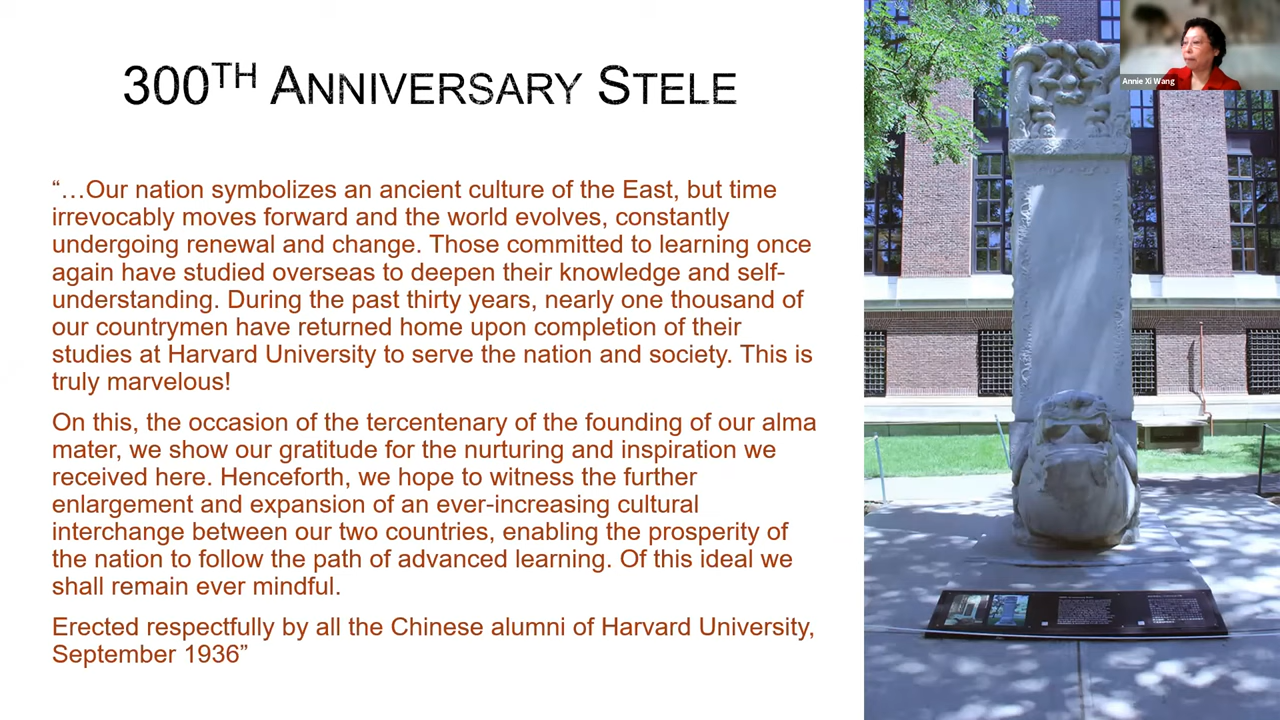 300TH ANNIVERSARY STELE
“…Our nation symbolizes an ancient culture of the East, but time
irrevocably moves forward and the world evolves, constantly
undergoing renewal and change. Those committed to learning once
again have studied overseas to deepen their knowledge and self-
understanding. During the past thirty years, nearly one thousand of
our countrymen have returned home upon completion of their
studies at Harvard University to serve the nation and society. This is
truly marvelous!
On this, the occasion of the tercentenary of the founding of our alma
mater, we show our gratitude for the nurturing and inspiration we
received here. Henceforth, we hope to witness the further
enlargement and expansion of an ever-increasing cultural
interchange between our two countries, enabling the prosperity of
the nation to follow the path of advanced learning. Of this ideal we
shall remain ever mindful.
Erected respectfully by all the Chinese alumni of Harvard University,
September 1936”
Annie Xi Wang